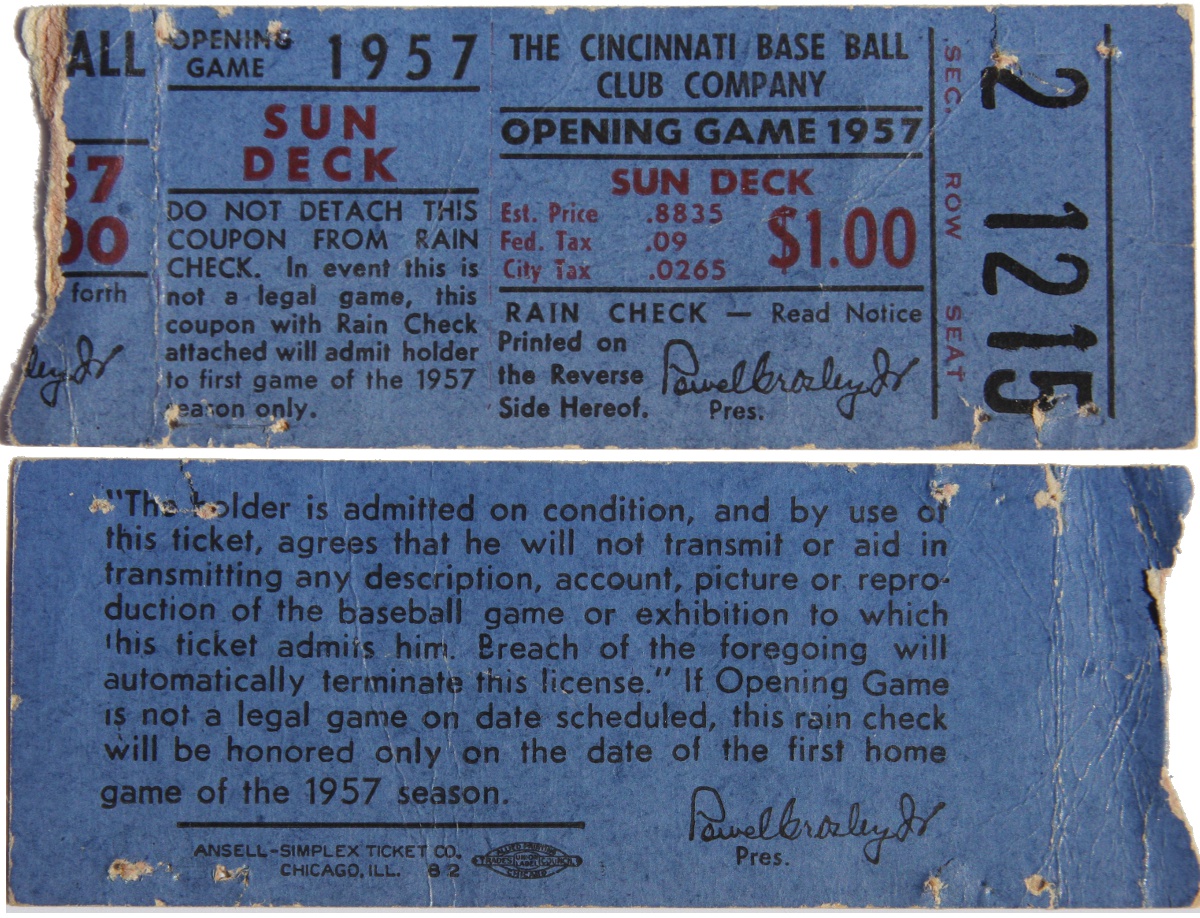 ALL
57
00
forth
OPENING
GAME
1957
SUN
DECK
DO NOT DETACH THIS
COUPON FROM RAIN
CHECK. In event this is
not a legal game, this
coupon with Rain Check
attached will admit holder
to first game of the 1957
season only.
THE CINCINNATI BASE BALL
CLUB COMPANY
OPENING GAME 1957
SUN DECK
Est. Price .8835
Fed. Tax .09
City Tax .0265
$1.00
RAIN CHECK — Read Notice
Printed on
the Reverse
Side Hereof.
Powel Crosley Jr
Pres.
SEC. 2
ROW 12
SEAT 15
"The holder is admitted on condition, and by use of
this ticket, agrees that he will not transmit or aid in
transmitting any description, account, picture or repro-
duction of the baseball game or exhibition to which
this ticket admits him. Breach of the foregoing will
automatically terminate this license." If Opening Game
is not a legal game on date scheduled, this rain check
will be honored only on the date of the first home
game of the 1957 season.
Powel Crosley Jr
Pres.
ANSELL-SIMPLEX TICKET CO.
CHICAGO, ILL. 82
ALLIED PRINTING
TRADES UNION LABEL COUNCIL
CHICAGO